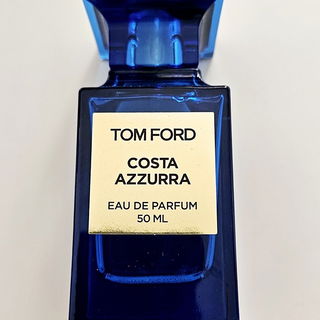 TOM FORD
COSTA
AZZURRA
EAU DE PARFUM
50 ML